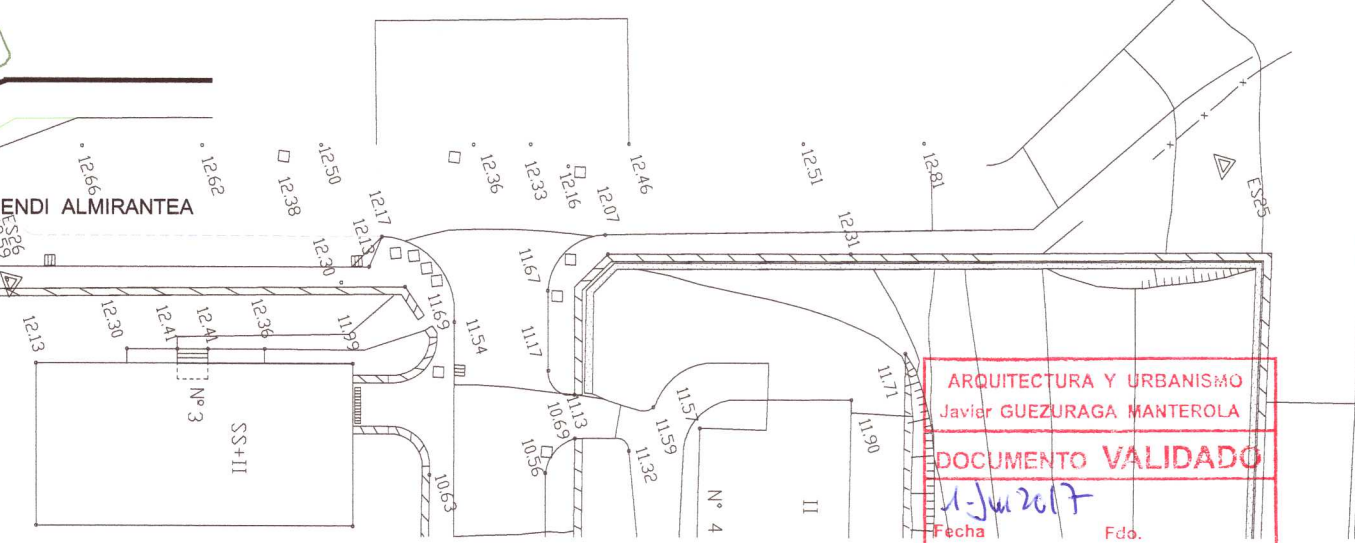 12.66
12.62
12.38
12.50
12.36
12.33
12.16
12.46
12.07
12.51
12.81
ES25
ENDI ALMIRANTEA
12.17
12.13
12.30
12.31
ES26
11.67
11.69
11.54
11.17
12.13
12.30
12.41
12.41
12.36
11.99
11.71
Nº 3
SS+II
11.13
10.69
10.56
11.57
11.59
11.32
11.90
10.63
Nº 4
II
ARQUITECTURA Y URBANISMO
Javier GUEZURAGA MANTEROLA
DOCUMENTO VALIDADO
Fecha
Fdo.